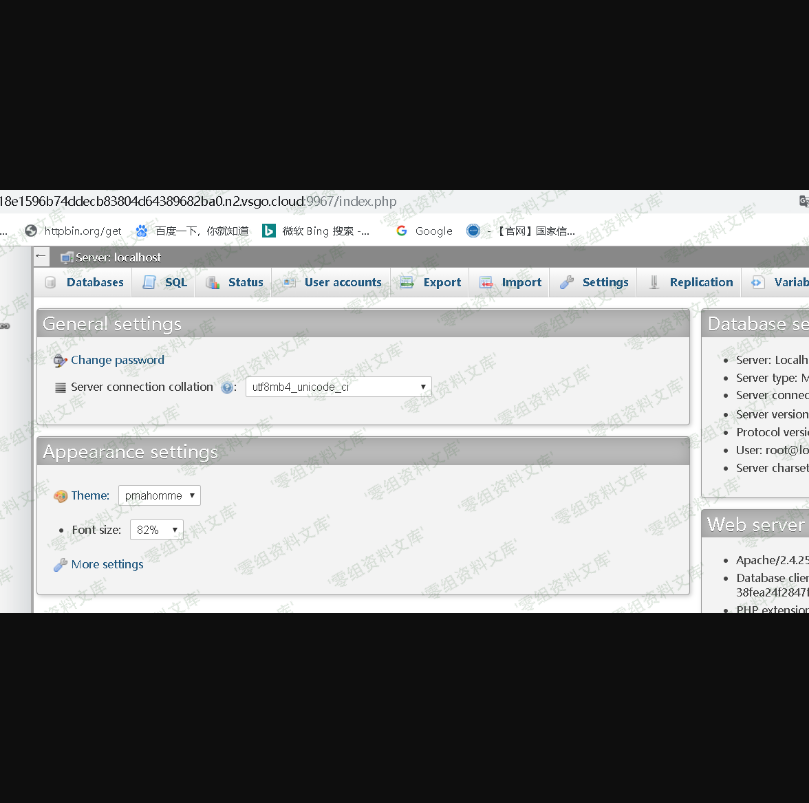 18e1596b74ddecb83804d64389682ba0.n2.vsgo.cloud:9967/index.php
... httpbin.org/get 百度一下，你就知道 微软 Bing 搜索 -... Google -【官网】国家信...
← Server: localhost
Databases SQL Status User accounts Export Import Settings Replication Variab
General settings
Change password
Server connection collation : utf8mb4_unicode_ci
Appearance settings
Theme: pmahomme
• Font size: 82%
More settings
Database se
• Server: Localh
• Server type: M
• Server connec
• Server version
• Protocol versi
• User: root@lo
• Server charset
Web server
• Apache/2.4.25
• Database clien
38fea24f2847f
• PHP extension
'零组资料文库'